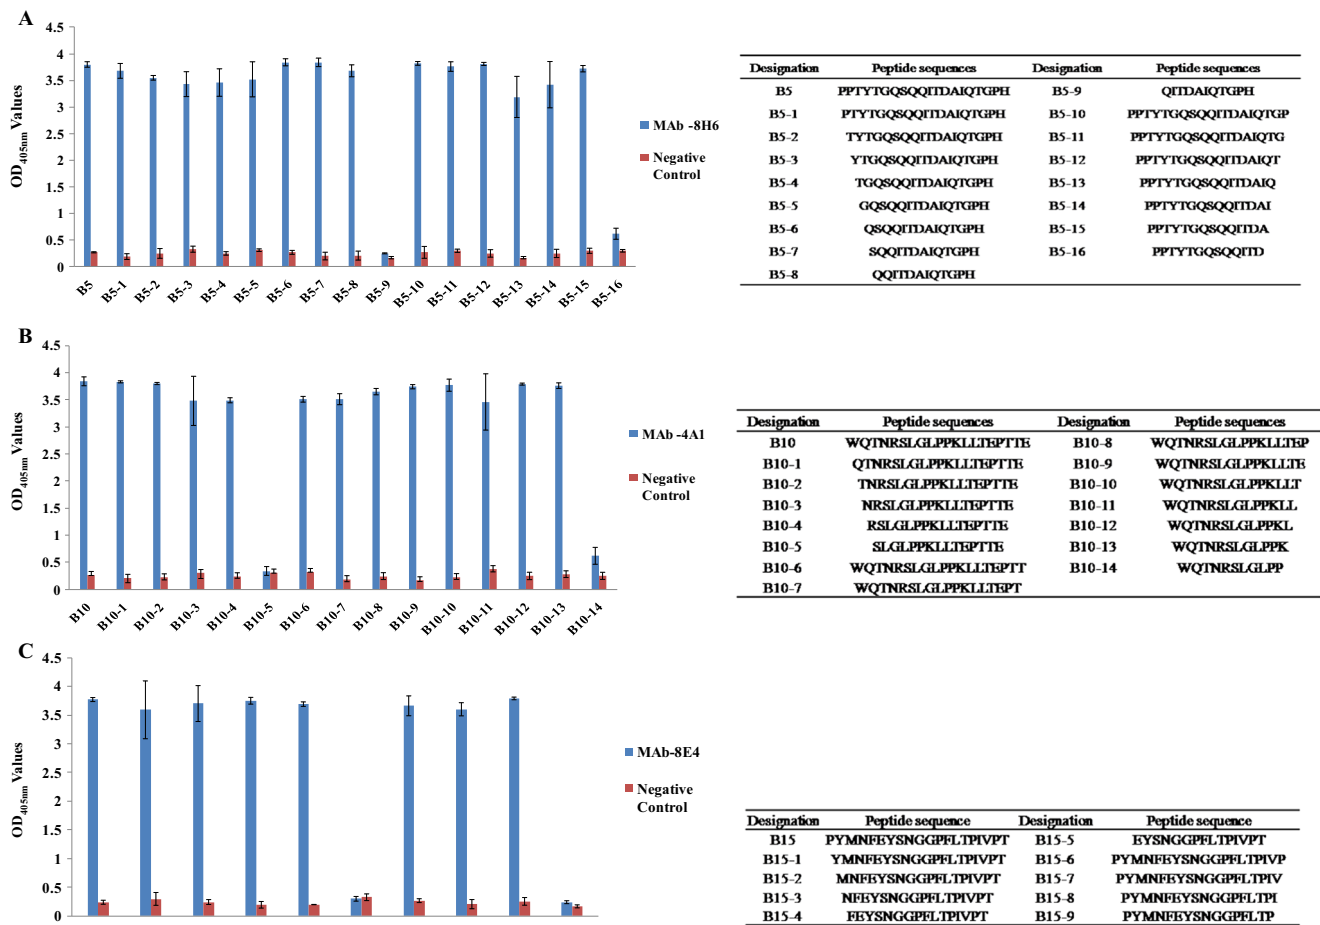 A
4.5
4
3.5
3
2.5
2
1.5
1
0.5
0
OD405nm Values
B5 B5-1 B5-2 B5-3 B5-4 B5-5 B5-6 B5-7 B5-8 B5-9 B5-10 B5-11 B5-12 B5-13 B5-14 B5-15 B5-16
MAb -8H6
Negative
Control
Designation Peptide sequences Designation Peptide sequences
B5 PPTYTGQSQQITDAIQTGPH B5-9 QITDAIQTGPH
B5-1 PTYTGQSQQITDAIQTGPH B5-10 PPTYTGQSQQITDAIQTGP
B5-2 TYTGQSQQITDAIQTGPH B5-11 PPTYTGQSQQITDAIQTG
B5-3 YTGQSQQITDAIQTGPH B5-12 PPTYTGQSQQITDAIQT
B5-4 TGQSQQITDAIQTGPH B5-13 PPTYTGQSQQITDAIQ
B5-5 GQSQQITDAIQTGPH B5-14 PPTYTGQSQQITDAI
B5-6 QSQQITDAIQTGPH B5-15 PPTYTGQSQQITDA
B5-7 SQQITDAIQTGPH B5-16 PPTYTGQSQQITD
B5-8 QQITDAIQTGPH
B
4.5
4
3.5
3
2.5
2
1.5
1
0.5
0
OD405nm Values
B10 B10-1 B10-2 B10-3 B10-4 B10-5 B10-6 B10-7 B10-8 B10-9 B10-10 B10-11 B10-12 B10-13 B10-14
MAb -4A1
Negative
Control
Designation Peptide sequences Designation Peptide sequences
B10 WQTNRSLGLPPKLLTEPTTE B10-8 WQTNRSLGLPPKLLTEP
B10-1 QTNRSLGLPPKLLTEPTTE B10-9 WQTNRSLGLPPKLLTE
B10-2 TNRSLGLPPKLLTEPTTE B10-10 WQTNRSLGLPPKLLT
B10-3 NRSLGLPPKLLTEPTTE B10-11 WQTNRSLGLPPKLL
B10-4 RSLGLPPKLLTEPTTE B10-12 WQTNRSLGLPPKL
B10-5 SLGLPPKLLTEPTTE B10-13 WQTNRSLGLPPK
B10-6 WQTNRSLGLPPKLLTEPTT B10-14 WQTNRSLGLPP
B10-7 WQTNRSLGLPPKLLTEPT
C
4.5
4
3.5
3
2.5
2
1.5
1
0.5
0
OD405nm Values
MAb-8E4
Negative
Control
Designation Peptide sequence Designation Peptide sequence
B15 PYMNFEYSNGGPFLTPIVPT B15-5 EYSNGGPFLTPIVPT
B15-1 YMNFEYSNGGPFLTPIVPT B15-6 PYMNFEYSNGGPFLTPIVP
B15-2 MNFEYSNGGPFLTPIVPT B15-7 PYMNFEYSNGGPFLTPIV
B15-3 NFEYSNGGPFLTPIVPT B15-8 PYMNFEYSNGGPFLTPI
B15-4 FEYSNGGPFLTPIVPT B15-9 PYMNFEYSNGGPFLTP